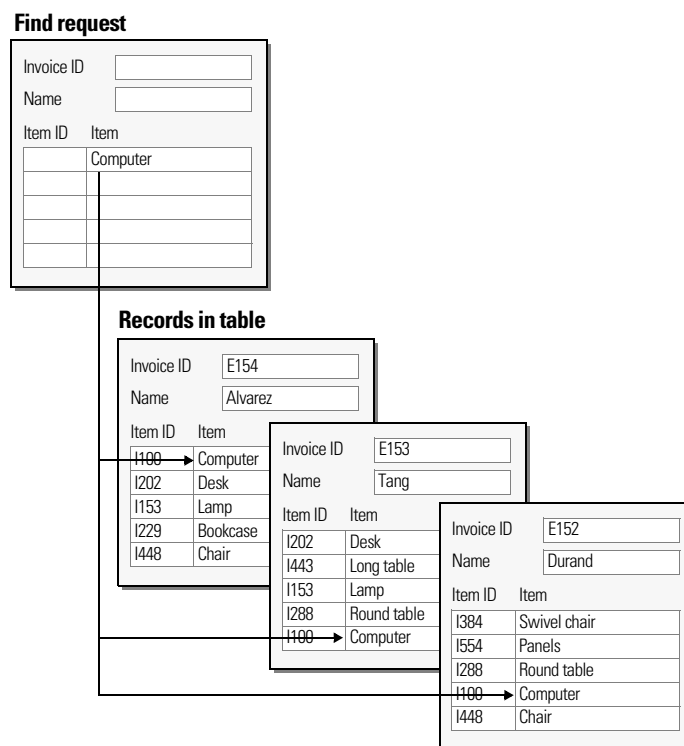 Find request
Invoice ID
Name
Item ID Item
Computer
Records in table
Invoice ID E154
Name Alvarez
Item ID Item
I100 Computer
I202 Desk
I153 Lamp
I229 Bookcase
I448 Chair
Invoice ID E153
Name Tang
Item ID Item
I202 Desk
I443 Long table
I153 Lamp
I288 Round table
I100 Computer
Invoice ID E152
Name Durand
Item ID Item
I384 Swivel chair
I554 Panels
I288 Round table
I100 Computer
I448 Chair